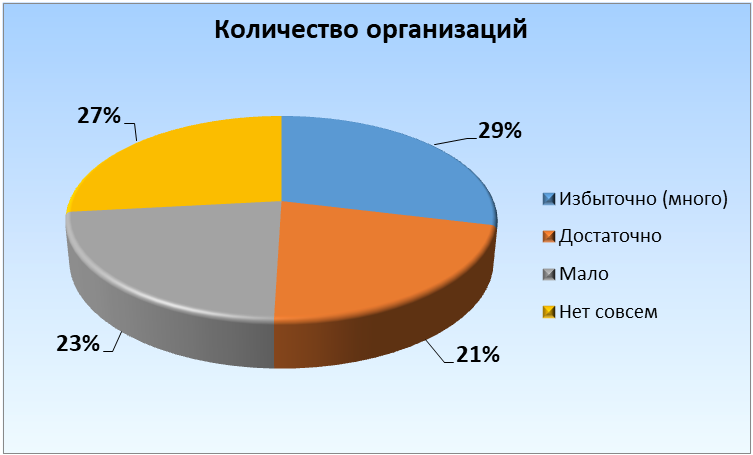 Количество организаций
27%
29%
23%
21%
Избыточно (много)
Достаточно
Мало
Нет совсем